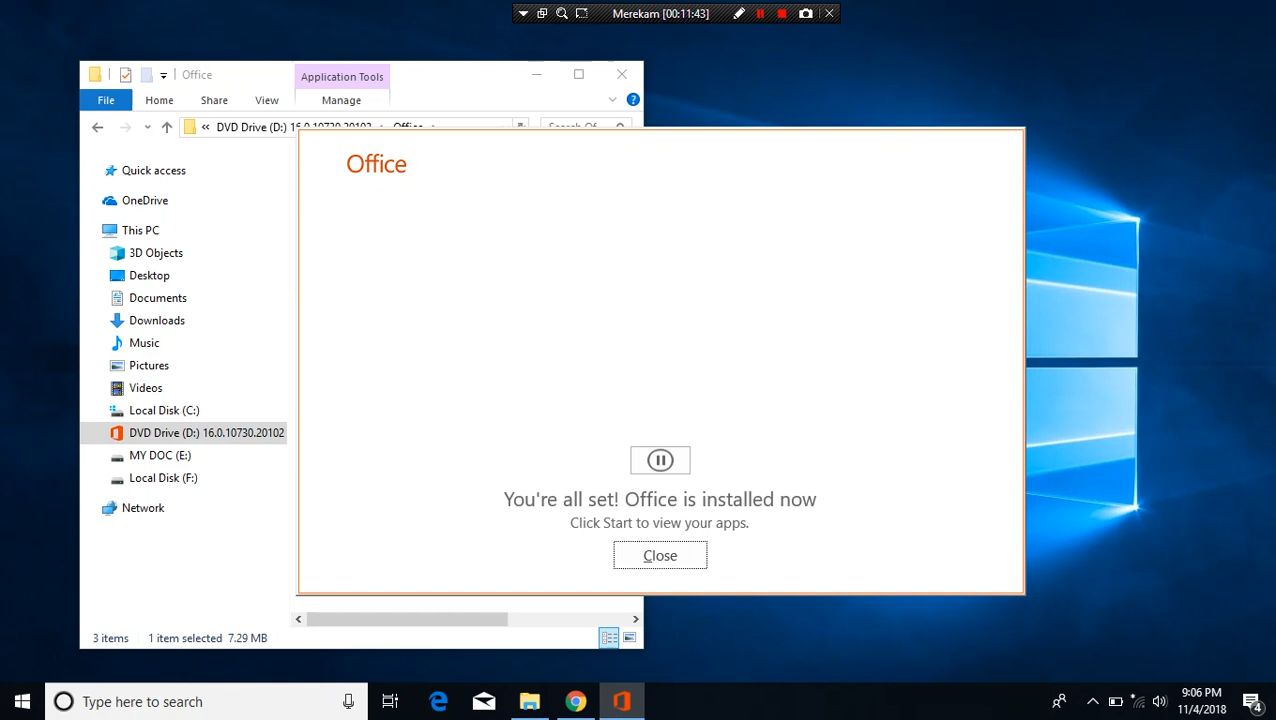 Merekam [00:11:43]
Office
Application Tools
File
Home
Share
View
Manage
« DVD Drive (D:) 16.0.10730.20102 › Office ›
Search Of
Quick access
OneDrive
This PC
3D Objects
Desktop
Documents
Downloads
Music
Pictures
Videos
Local Disk (C:)
DVD Drive (D:) 16.0.10730.20102
MY DOC (E:)
Local Disk (F:)
Network
3 items
1 item selected 7.29 MB
Office
You're all set! Office is installed now
Click Start to view your apps.
Close
Type here to search
9:06 PM
11/4/2018
4